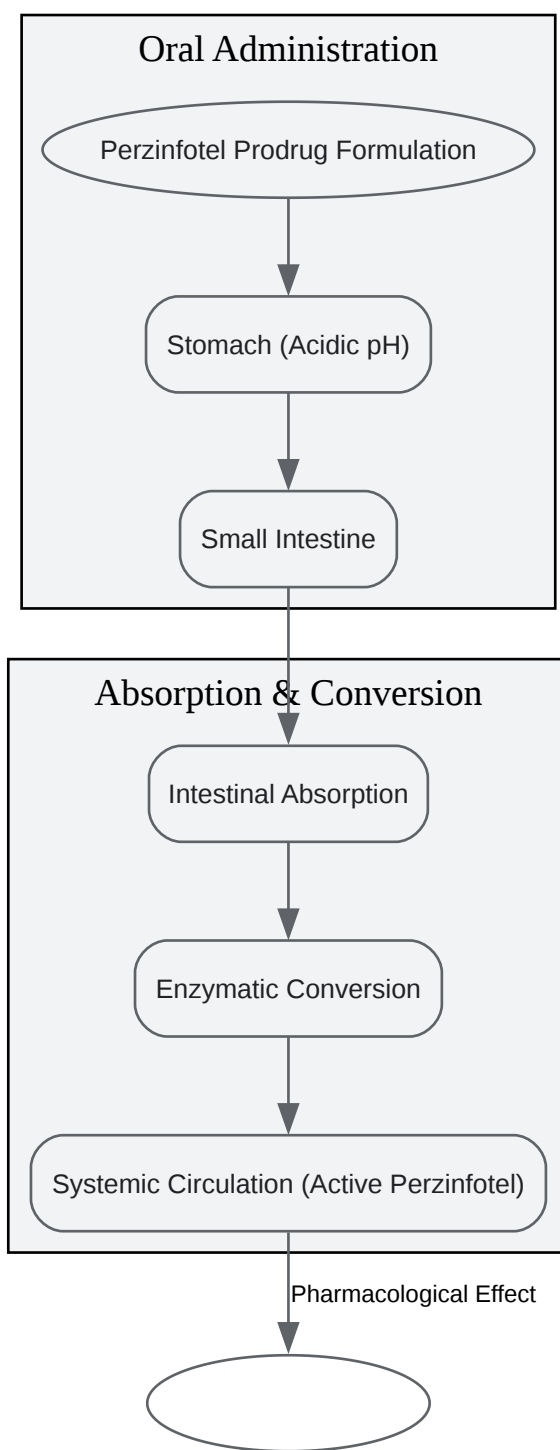 Oral Administration
Perzinfotel Prodrug Formulation
Stomach (Acidic pH)
Small Intestine
Absorption & Conversion
Intestinal Absorption
Enzymatic Conversion
Systemic Circulation (Active Perzinfotel)
Pharmacological Effect